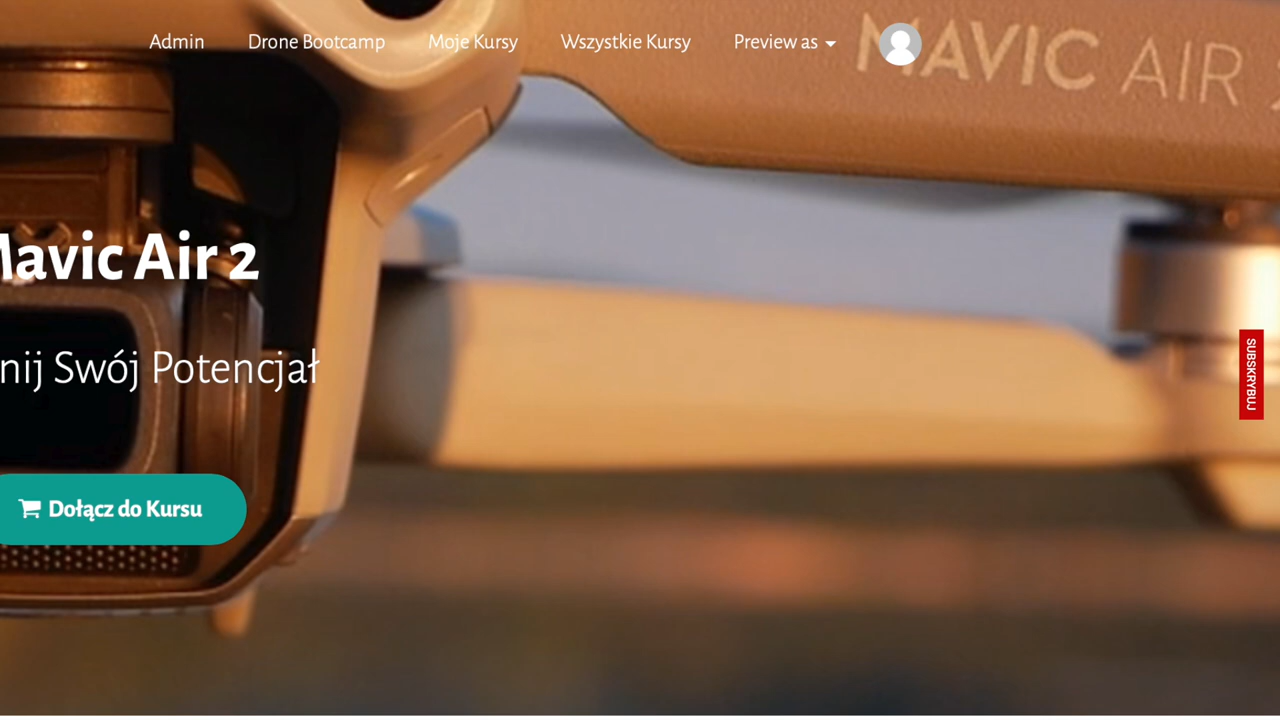 Admin Drone Bootcamp Moje Kursy Wszystkie Kursy Preview as
MAVIC AIR
Mavic Air 2
nij Swój Potencjał
SUBSKRYBUJ
Dołącz do Kursu